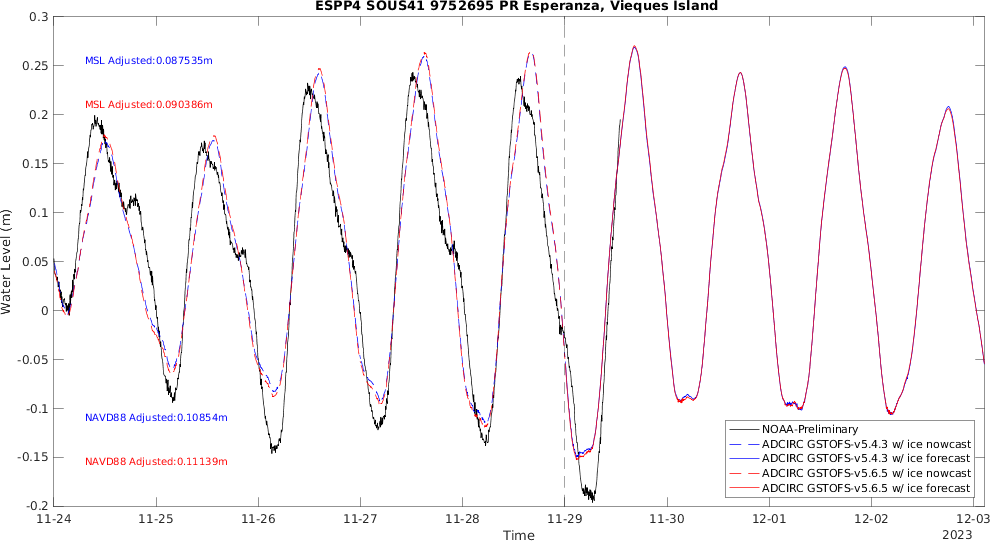 ESPP4 SOUS41 9752695 PR Esperanza, Vieques Island
0.3
0.25
0.2
0.15
0.1
0.05
0
-0.05
-0.1
-0.15
-0.2
Water Level (m)
MSL Adjusted:0.087535m
MSL Adjusted:0.090386m
NAVD88 Adjusted:0.10854m
NAVD88 Adjusted:0.11139m
NOAA-Preliminary
ADCIRC GSTOFS-v5.4.3 w/ ice nowcast
ADCIRC GSTOFS-v5.4.3 w/ ice forecast
ADCIRC GSTOFS-v5.6.5 w/ ice nowcast
ADCIRC GSTOFS-v5.6.5 w/ ice forecast
11-24 11-25 11-26 11-27 11-28 11-29 11-30 12-01 12-02 12-03
Time
2023